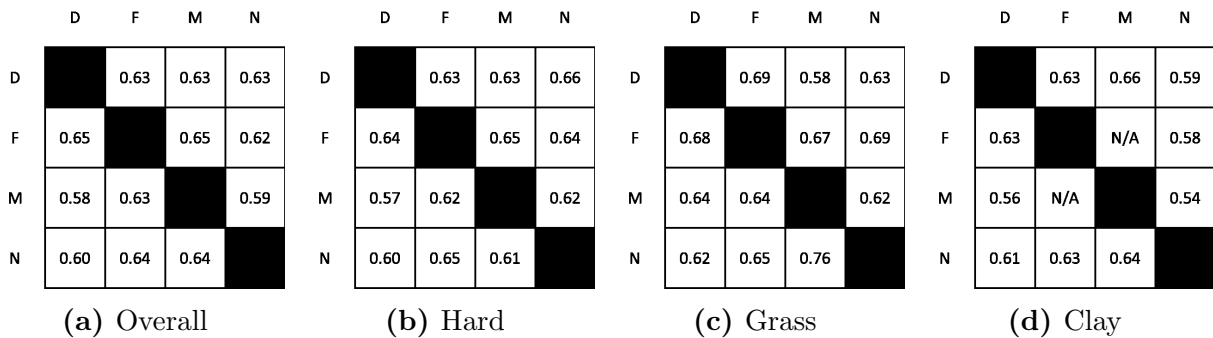 D F M N D F M N D F M N D F M N
D 0.63 0.63 0.63 D 0.63 0.63 0.66 D 0.69 0.58 0.63 D 0.63 0.66 0.59
F 0.65 0.65 0.62 F 0.64 0.65 0.64 F 0.68 0.67 0.69 F 0.63 N/A 0.58
M 0.58 0.63 0.59 M 0.57 0.62 0.62 M 0.64 0.64 0.62 M 0.56 N/A 0.54
N 0.60 0.64 0.64 N 0.60 0.65 0.61 N 0.62 0.65 0.76 N 0.61 0.63 0.64
(a) Overall (b) Hard (c) Grass (d) Clay